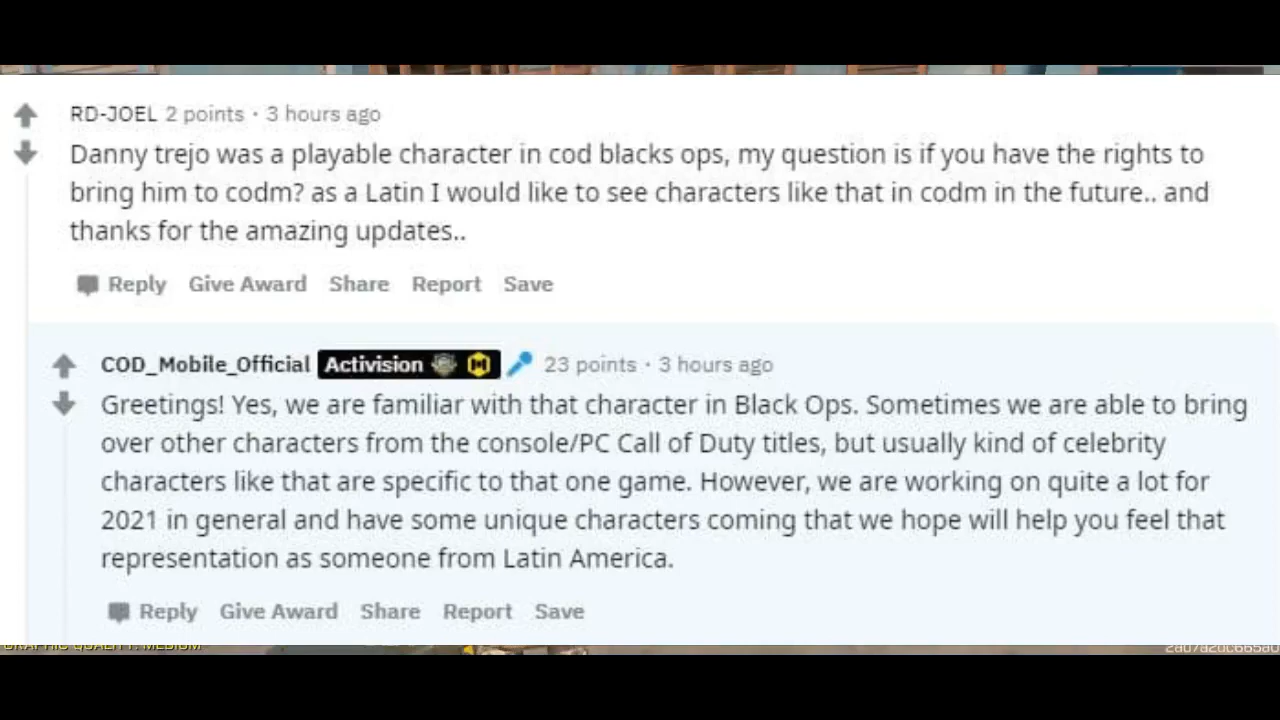 RD-JOEL 2 points · 3 hours ago
Danny trejo was a playable character in cod blacks ops, my question is if you have the rights to
bring him to codm? as a Latin I would like to see characters like that in codm in the future.. and
thanks for the amazing updates..
Reply Give Award Share Report Save
COD_Mobile_Official Activision 23 points · 3 hours ago
Greetings! Yes, we are familiar with that character in Black Ops. Sometimes we are able to bring
over other characters from the console/PC Call of Duty titles, but usually kind of celebrity
characters like that are specific to that one game. However, we are working on quite a lot for
2021 in general and have some unique characters coming that we hope will help you feel that
representation as someone from Latin America.
Reply Give Award Share Report Save
GRAPHIC QUALITY: MEDIUM